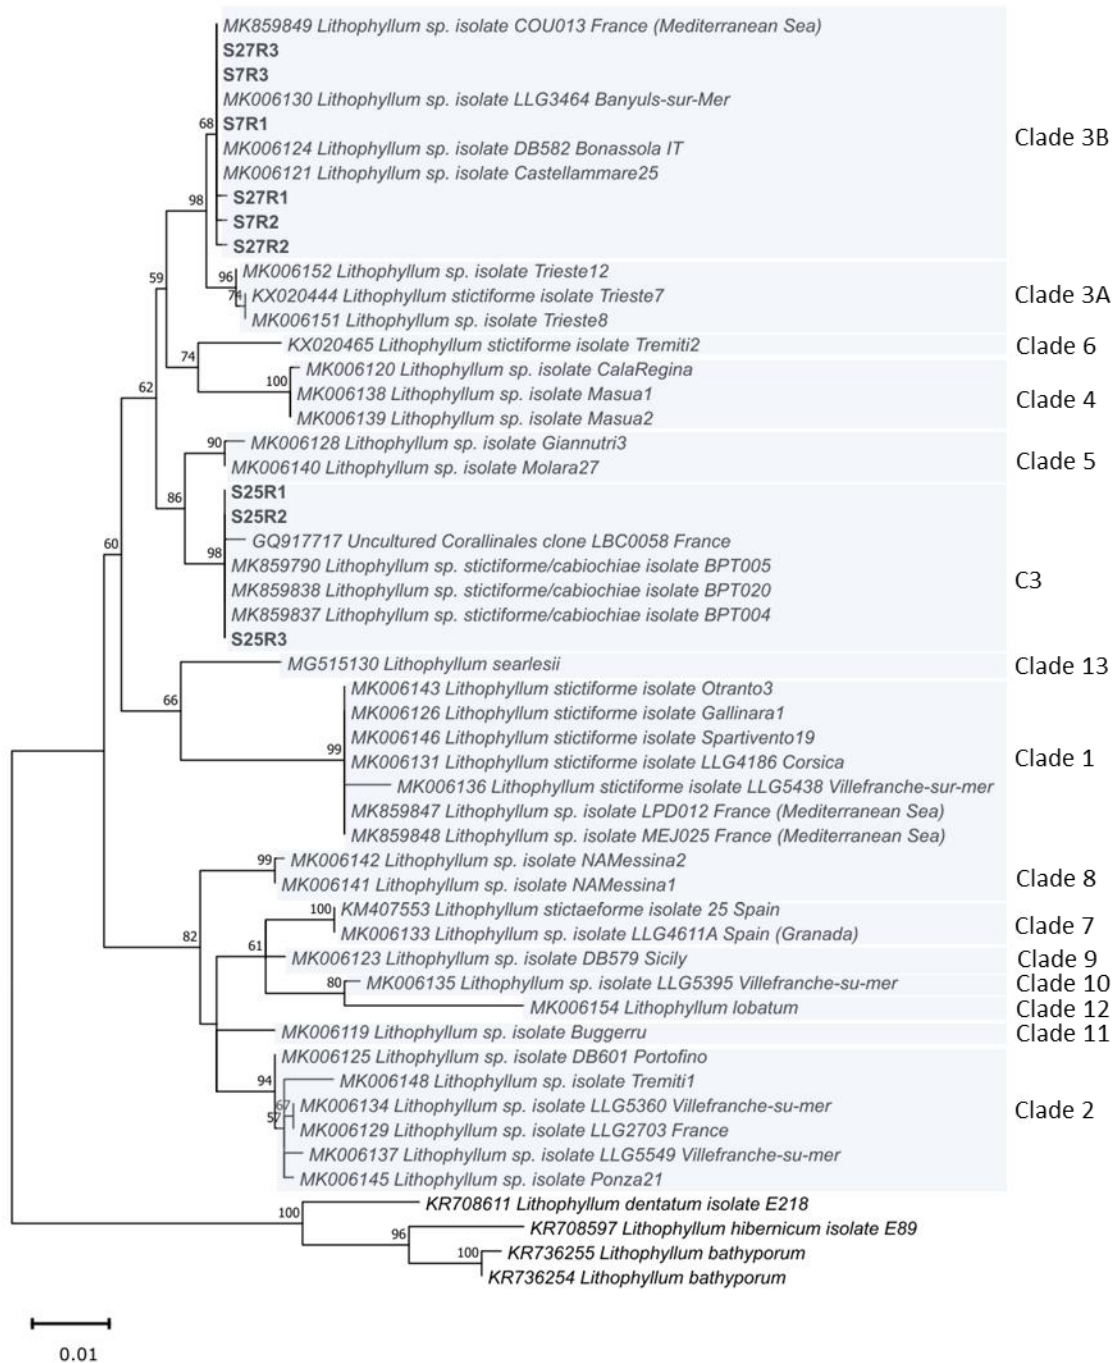 MK859849 Lithophyllum sp. isolate COU013 France (Mediterranean Sea)
S27R3
S7R3
MK006130 Lithophyllum sp. isolate LLG3464 Banyuls-sur-Mer
68
S7R1
Clade 3B
MK006124 Lithophyllum sp. isolate DB582 Bonassola IT
MK006121 Lithophyllum sp. isolate Castellammare25
98
S27R1
S7R2
S27R2
59
96
MK006152 Lithophyllum sp. isolate Trieste12
74
KX020444 Lithophyllum stictiforme isolate Trieste7
Clade 3A
MK006151 Lithophyllum sp. isolate Trieste8
KX020465 Lithophyllum stictiforme isolate Tremiti2
Clade 6
74
MK006120 Lithophyllum sp. isolate CalaRegina
62
100
MK006138 Lithophyllum sp. isolate Masua1
Clade 4
MK006139 Lithophyllum sp. isolate Masua2
90
MK006128 Lithophyllum sp. isolate Giannutri3
Clade 5
MK006140 Lithophyllum sp. isolate Molara27
86
S25R1
S25R2
60
GQ917717 Uncultured Corallinales clone LBC0058 France
98
MK859790 Lithophyllum sp. stictiforme/cabiochiae isolate BPT005
C3
MK859838 Lithophyllum sp. stictiforme/cabiochiae isolate BPT020
MK859837 Lithophyllum sp. stictiforme/cabiochiae isolate BPT004
S25R3
MG515130 Lithophyllum searlesii
Clade 13
66
MK006143 Lithophyllum stictiforme isolate Otranto3
MK006126 Lithophyllum stictiforme isolate Gallinara1
MK006146 Lithophyllum stictiforme isolate Spartivento19
99
MK006131 Lithophyllum stictiforme isolate LLG4186 Corsica
Clade 1
MK006136 Lithophyllum stictiforme isolate LLG5438 Villefranche-sur-mer
MK859847 Lithophyllum sp. isolate LPD012 France (Mediterranean Sea)
MK859848 Lithophyllum sp. isolate MEJ025 France (Mediterranean Sea)
99
MK006142 Lithophyllum sp. isolate NAMessina2
MK006141 Lithophyllum sp. isolate NAMessina1
Clade 8
100
KM407553 Lithophyllum stictaeforme isolate 25 Spain
Clade 7
82
MK006133 Lithophyllum sp. isolate LLG4611A Spain (Granada)
61
MK006123 Lithophyllum sp. isolate DB579 Sicily
Clade 9
80
MK006135 Lithophyllum sp. isolate LLG5395 Villefranche-su-mer
Clade 10
MK006154 Lithophyllum lobatum
Clade 12
MK006119 Lithophyllum sp. isolate Buggerru
Clade 11
MK006125 Lithophyllum sp. isolate DB601 Portofino
94
MK006148 Lithophyllum sp. isolate Tremiti1
67
MK006134 Lithophyllum sp. isolate LLG5360 Villefranche-su-mer
Clade 2
57
MK006129 Lithophyllum sp. isolate LLG2703 France
MK006137 Lithophyllum sp. isolate LLG5549 Villefranche-su-mer
MK006145 Lithophyllum sp. isolate Ponza21
100
KR708611 Lithophyllum dentatum isolate E218
96
KR708597 Lithophyllum hibernicum isolate E89
100
KR736255 Lithophyllum bathyporum
KR736254 Lithophyllum bathyporum
0.01